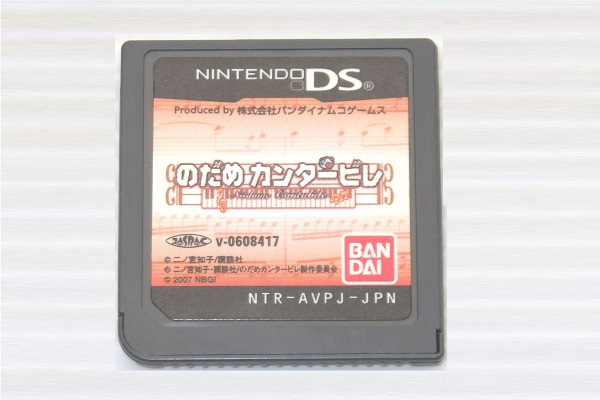 NINTENDO DS®
Produced by 株式会社バンダイナムコゲームス
のだめカンタービレ
Nodame Cantabile
JASRAC V-0608417
© 二ノ宮知子/講談社
© 二ノ宮知子・講談社/のだめカンタービレ製作委員会
© 2007 NBGI
BAN
DAI
NTR-AVPJ-JPN